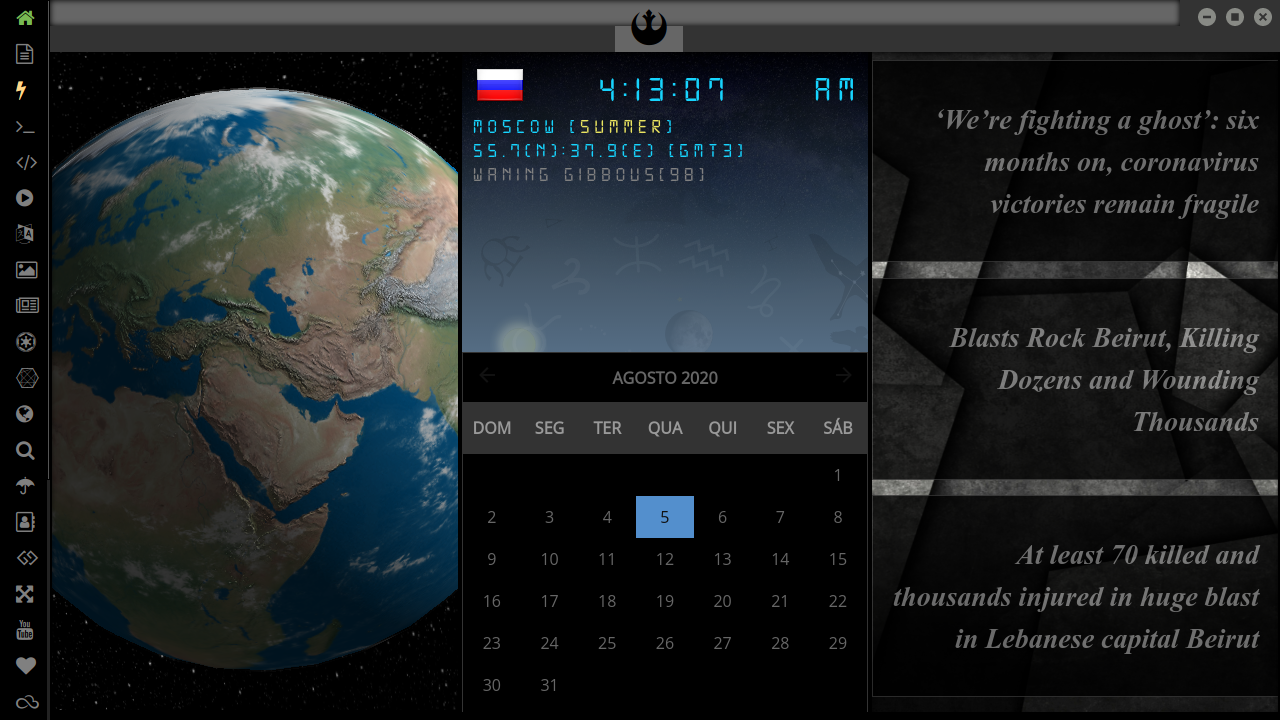 4:13:07 AM
MOSCOW (SUMMER)
55.7(N):37.9(E) (GMT3)
WANING GIBBOUS(98)
AGOSTO 2020
DOM SEG TER QUA QUI SEX SÁB
1
2 3 4 5 6 7 8
9 10 11 12 13 14 15
16 17 18 19 20 21 22
23 24 25 26 27 28 29
30 31
‘We’re fighting a ghost’: six
months on, coronavirus
victories remain fragile
Blasts Rock Beirut, Killing
Dozens and Wounding
Thousands
At least 70 killed and
thousands injured in huge blast
in Lebanese capital Beirut
You
Tube